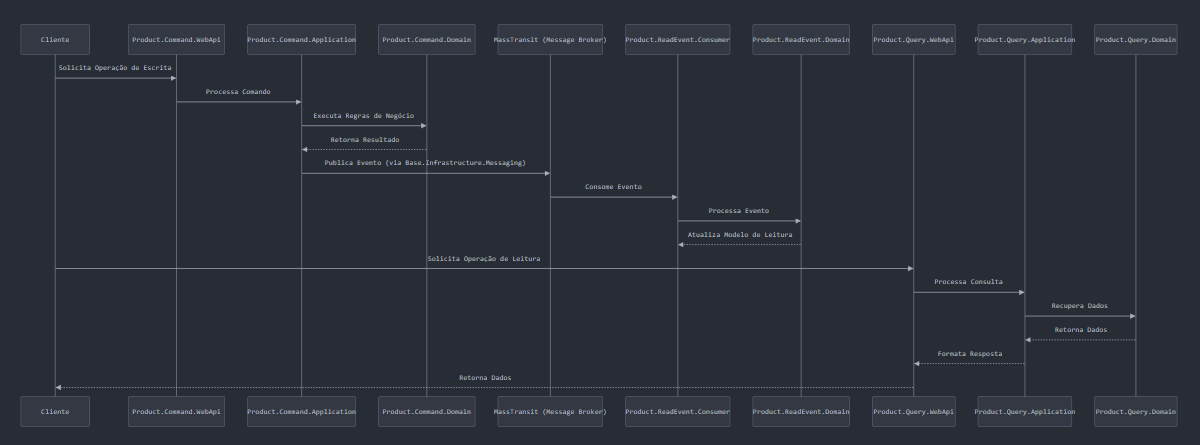 Cliente
Product.Command.WebApi
Product.Command.Application
Product.Command.Domain
MassTransit (Message Broker)
Product.ReadEvent.Consumer
Product.ReadEvent.Domain
Product.Query.WebApi
Product.Query.Application
Product.Query.Domain
Solicita Operação de Escrita
Processa Comando
Executa Regras de Negócio
Retorna Resultado
Publica Evento (via Base.Infrastructure.Messaging)
Consome Evento
Processa Evento
Atualiza Modelo de Leitura
Solicita Operação de Leitura
Processa Consulta
Recupera Dados
Retorna Dados
Formata Resposta
Retorna Dados
Cliente
Product.Command.WebApi
Product.Command.Application
Product.Command.Domain
MassTransit (Message Broker)
Product.ReadEvent.Consumer
Product.ReadEvent.Domain
Product.Query.WebApi
Product.Query.Application
Product.Query.Domain